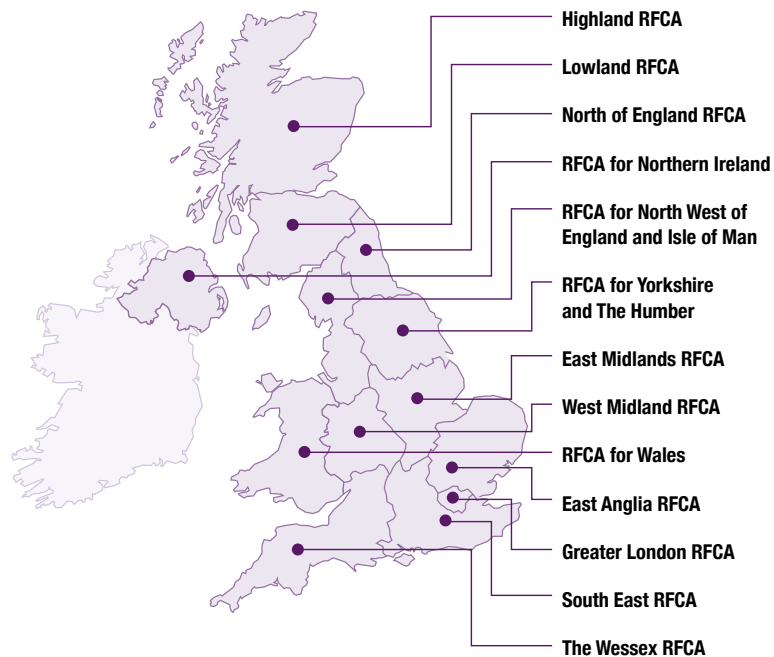 Highland RFCA
Lowland RFCA
North of England RFCA
RFCA for Northern Ireland
RFCA for North West of
England and Isle of Man
RFCA for Yorkshire
and The Humber
East Midlands RFCA
West Midland RFCA
RFCA for Wales
East Anglia RFCA
Greater London RFCA
South East RFCA
The Wessex RFCA